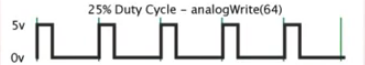 25% Duty Cycle – analogWrite(64)
5v
0v